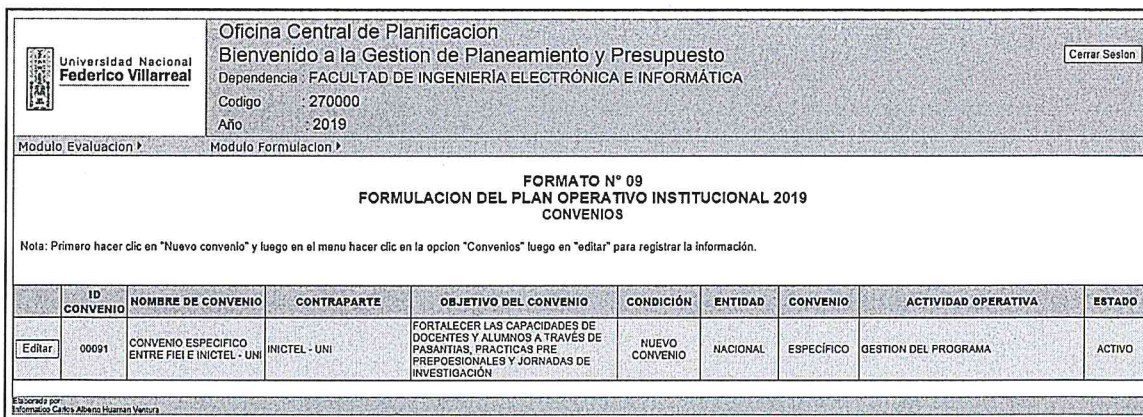 Universidad Nacional
Federico Villarreal
Oficina Central de Planificacion
Bienvenido a la Gestion de Planeamiento y Presupuesto
Dependencia : FACULTAD DE INGENIERÍA ELECTRÓNICA E INFORMÁTICA
Codigo : 270000
Año : 2019
Cerrar Sesion
Modulo Evaluacion Modulo Formulacion
FORMATO N° 09
FORMULACION DEL PLAN OPERATIVO INSTITUCIONAL 2019
CONVENIOS
Nota: Primero hacer clic en "Nuevo convenio" y luego en el menu hacer clic en la opcion "Convenios" luego en "editar" para registrar la información.
ID CONVENIO NOMBRE DE CONVENIO CONTRAPARTE OBJETIVO DEL CONVENIO CONDICIÓN ENTIDAD CONVENIO ACTIVIDAD OPERATIVA ESTADO
Editar
00091
CONVENIO ESPECIFICO
ENTRE FIEI E INICTEL - UNI
INICTEL - UNI
FORTALECER LAS CAPACIDADES DE
DOCENTES Y ALUMNOS A TRAVÉS DE
PASANTIAS, PRACTICAS PRE
PREPOESIONALES Y JORNADAS DE
INVESTIGACIÓN
NUEVO
CONVENIO
NACIONAL
ESPECÍFICO
GESTION DEL PROGRAMA
ACTIVO
Elaborada por:
Informatico Carlos Alberto Huaman Ventura